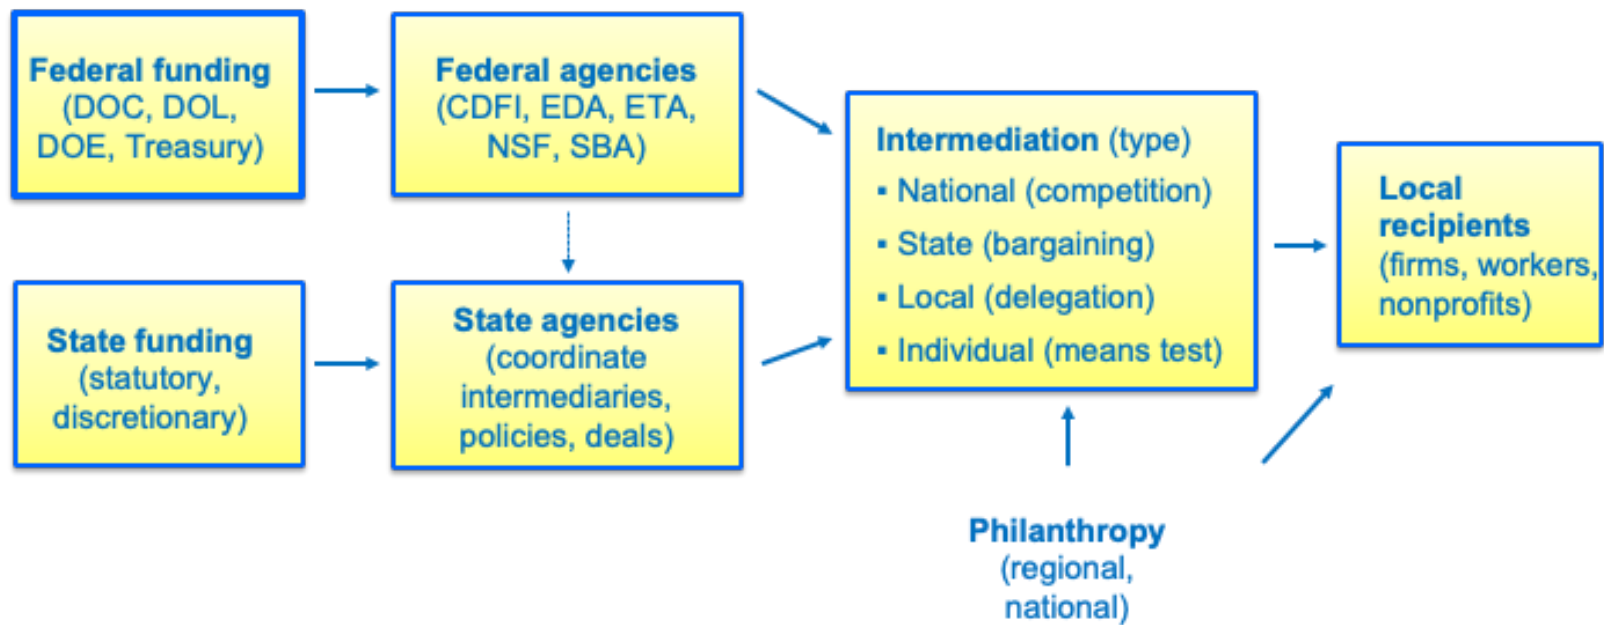 Federal funding
(DOC, DOL,
DOE, Treasury)
Federal agencies
(CDFI, EDA, ETA,
NSF, SBA)
State funding
(statutory,
discretionary)
State agencies
(coordinate
intermediaries,
policies, deals)
Intermediation (type)
▪ National (competition)
▪ State (bargaining)
▪ Local (delegation)
▪ Individual (means test)
Local
recipients
(firms, workers,
nonprofits)
Philanthropy
(regional,
national)